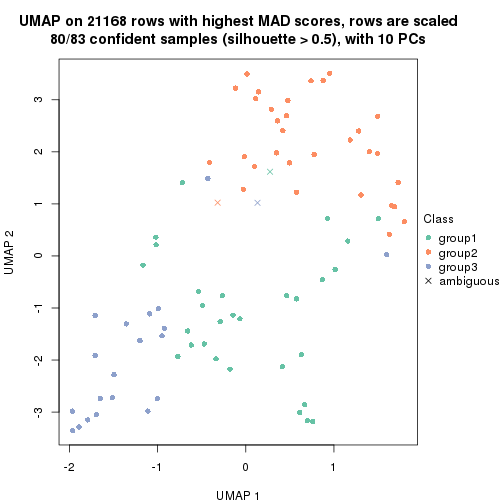 UMAP on 21168 rows with highest MAD scores, rows are scaled
80/83 confident samples (silhouette > 0.5), with 10 PCs
3
2
1
0
-1
-2
-3
UMAP 2
-2
-1
0
1
UMAP 1
Class
group1
group2
group3
ambiguous